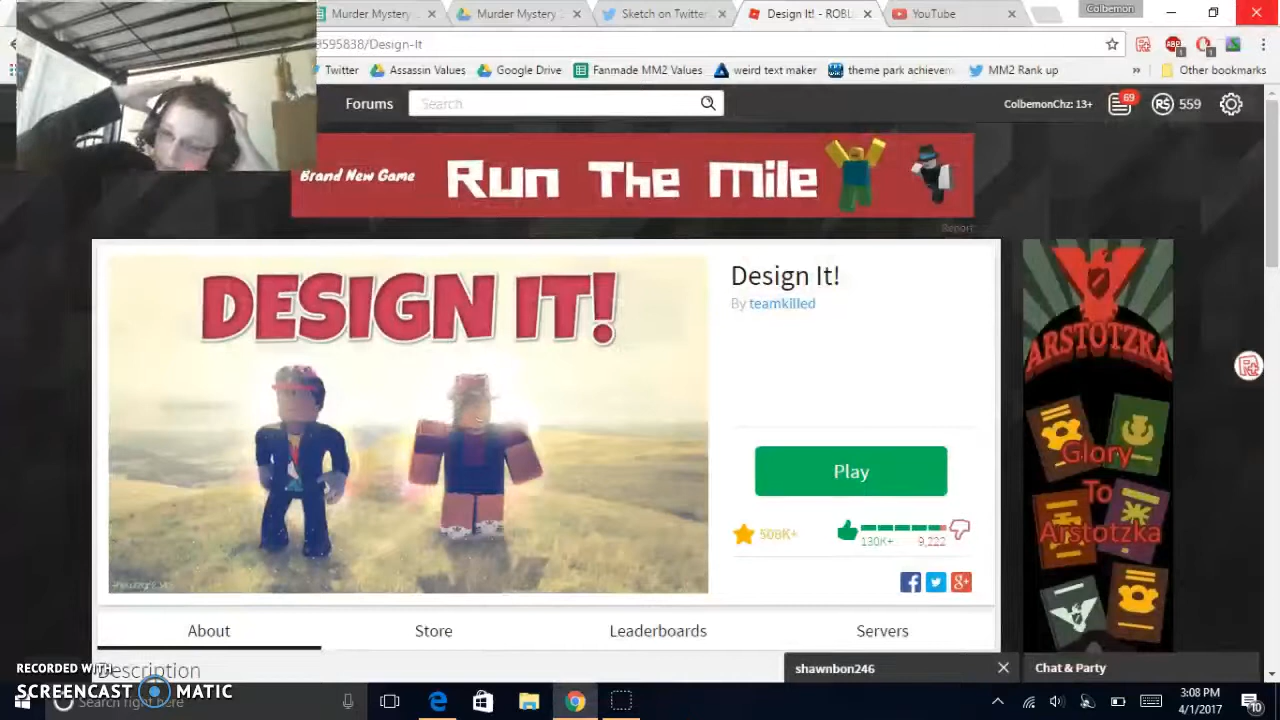 Murder Mystery
Murder Mystery
Sketch on Twitter
Design It! - ROBL
YouTube
Colbemon
9595838/Design-It
Twitter
Assassin Values
Google Drive
Fanmade MM2 Values
weird text maker
theme park achievem
MM2 Rank up
»
Other bookmarks
Forums
Search
ColbemonChz: 13+
69
559
Brand New Game
Run The Mile
Report
DESIGN IT!
Design It!
By teamkilled
Play
508K+
130K+
9,222
About
Store
Leaderboards
Servers
Description
ARSTOTZKA
Glory
To
Arstotzka
shawnbon246
Chat & Party
RECORDED WITH
SCREENCAST MATIC
3:08 PM
4/1/2017
10